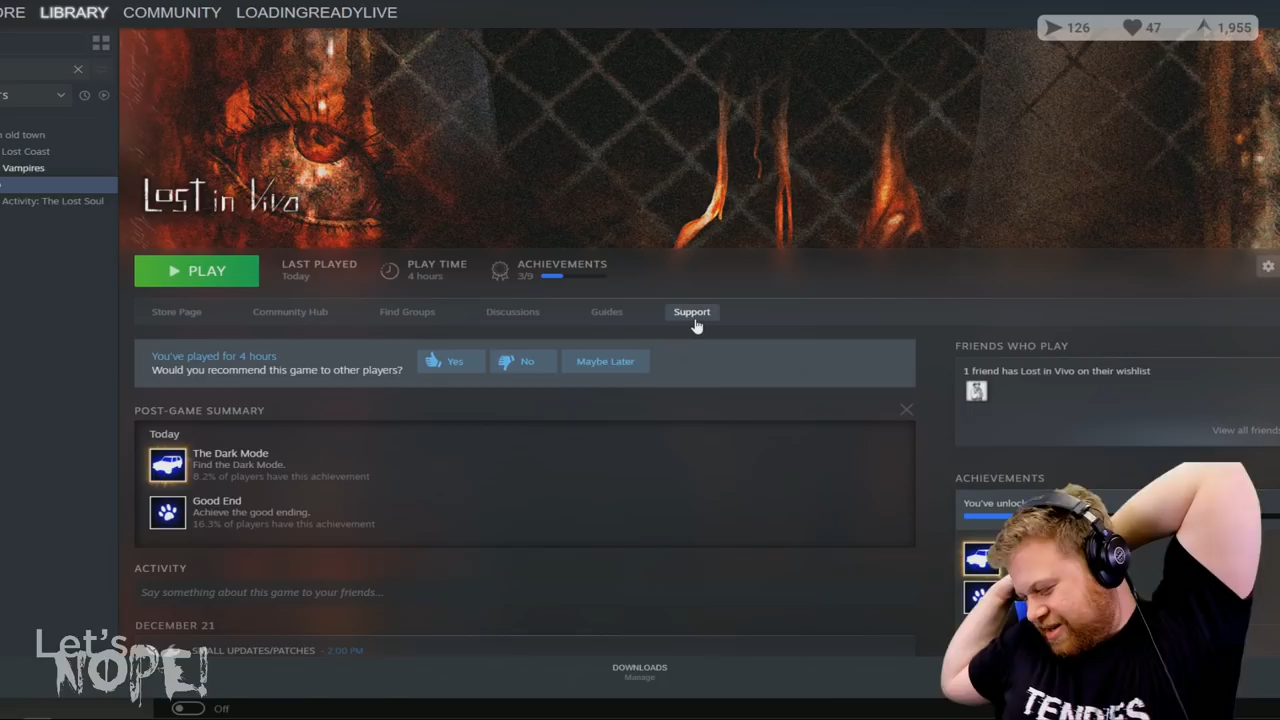 ORE LIBRARY COMMUNITY LOADINGREADYLIVE
126 47 1,955
n old town
Lost Coast
Vampires
Activity: The Lost Soul
Lost in Vivo
PLAY
LAST PLAYED
Today
PLAY TIME
4 hours
ACHIEVEMENTS
3/9
Store Page Community Hub Find Groups Discussions Guides Support
You've played for 4 hours
Would you recommend this game to other players?
Yes No Maybe Later
FRIENDS WHO PLAY
1 friend has Lost in Vivo on their wishlist
View all friends
POST-GAME SUMMARY
Today
The Dark Mode
Find the Dark Mode.
8.2% of players have this achievement
Good End
Achieve the good ending.
16.3% of players have this achievement
ACHIEVEMENTS
You've unloc
ACTIVITY
Say something about this game to your friends...
DECEMBER 21
SMALL UPDATES/PATCHES - 2:00 PM
Let's
NOPE!
DOWNLOADS
Manage
Off
TENDIES